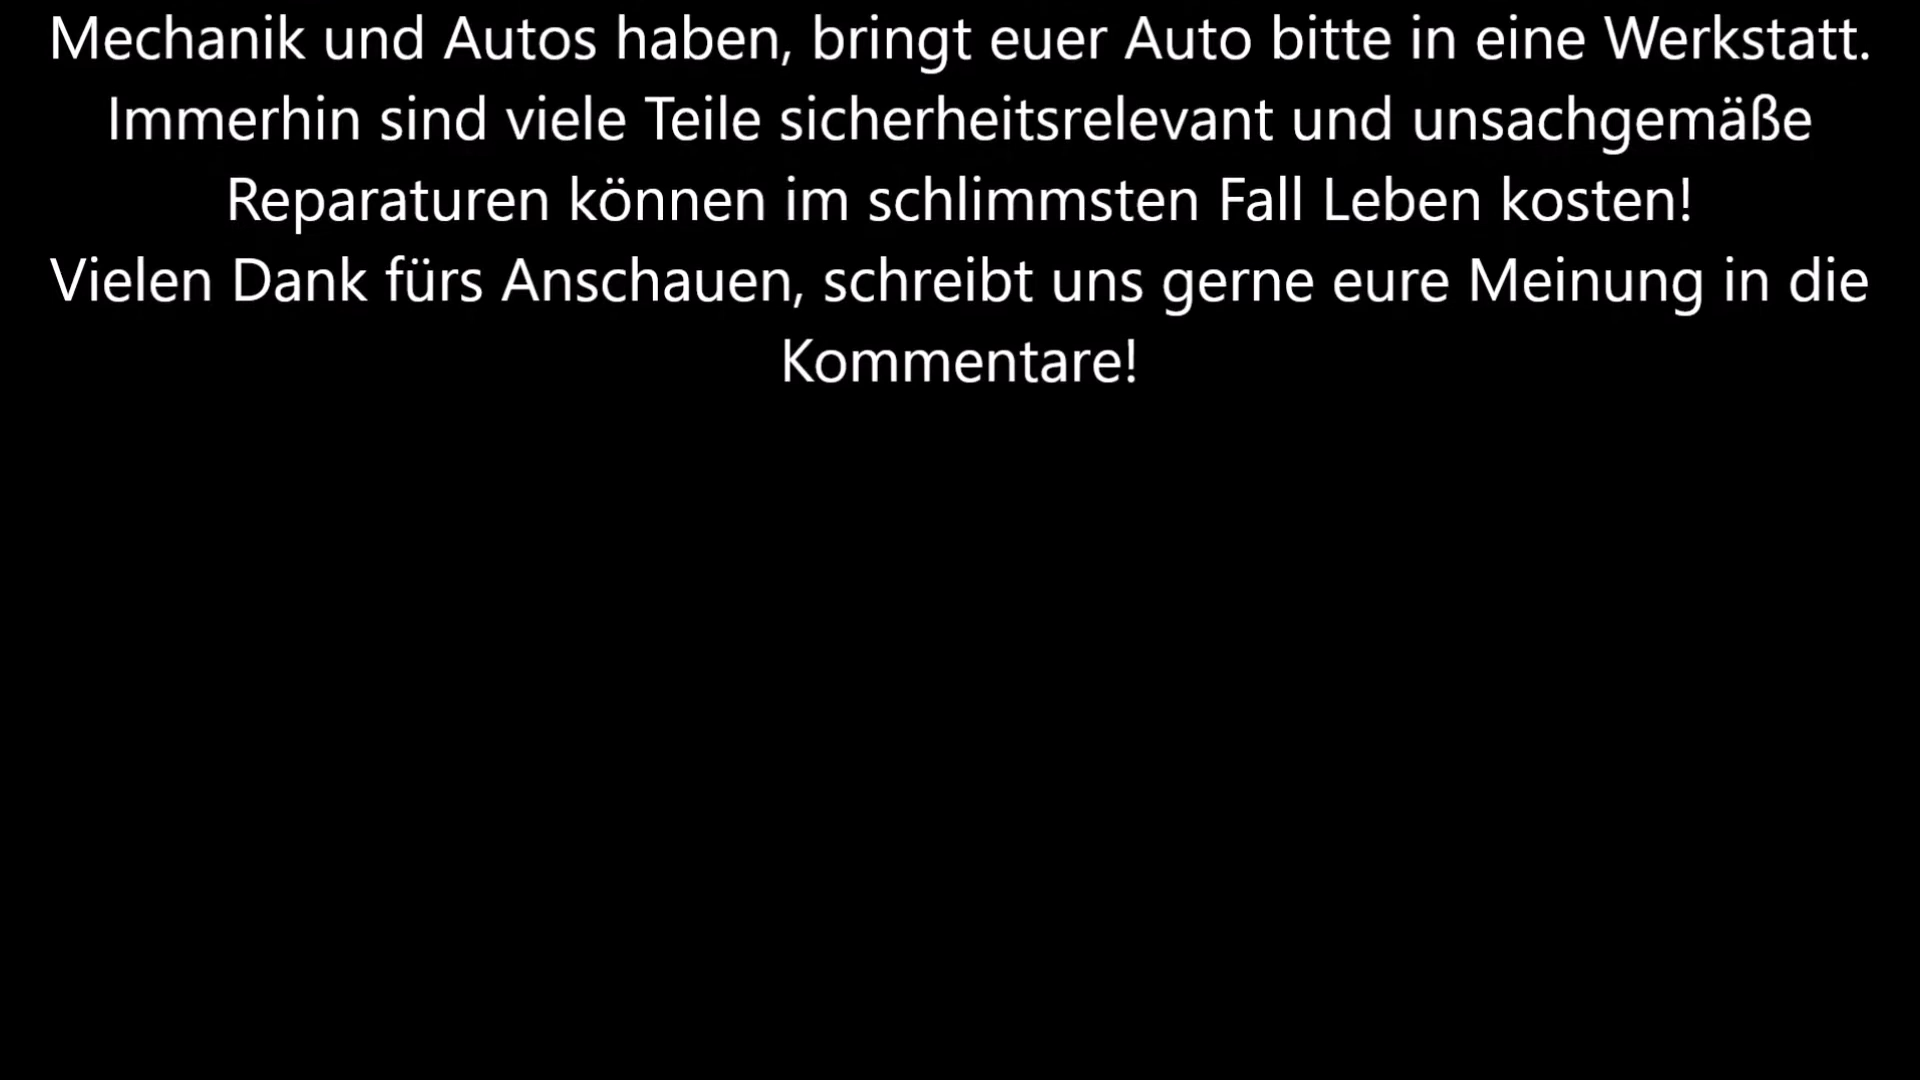 Mechanik und Autos haben, bringt euer Auto bitte in eine Werkstatt.
Immerhin sind viele Teile sicherheitsrelevant und unsachgemäße
Reparaturen können im schlimmsten Fall Leben kosten!
Vielen Dank fürs Anschauen, schreibt uns gerne eure Meinung in die
Kommentare!